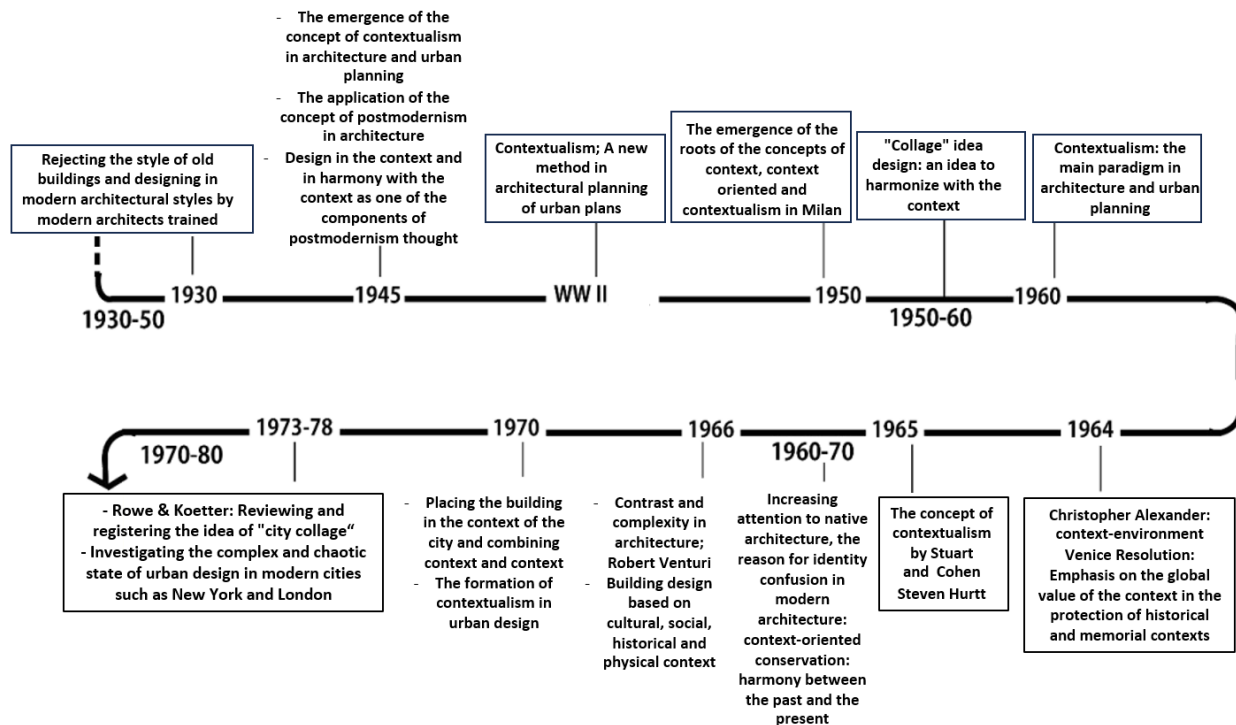 - The emergence of the
concept of contextualism
in architecture and urban
planning
- The application of the
concept of postmodernism
in architecture
- Design in the context and
in harmony with the
context as one of the
components of
postmodernism thought
Rejecting the style of old
buildings and designing in
modern architectural styles by
modern architects trained
Contextualism; A new
method in
architectural planning
of urban plans
The emergence of the
roots of the concepts of
context, context
oriented and
contextualism in Milan
"Collage" idea
design: an idea to
harmonize with the
context
Contextualism: the
main paradigm in
architecture and urban
planning
1930
1945
WW II
1950
1960
1930-50
1950-60
1973-78
1970
1966
1965
1964
1970-80
1960-70
- Rowe & Koetter: Reviewing and
registering the idea of "city collage“
- Investigating the complex and chaotic
state of urban design in modern cities
such as New York and London
- Placing the building
in the context of the
city and combining
context and context
- The formation of
contextualism in
urban design
- Contrast and
complexity in
architecture;
Robert Venturi
- Building design
based on
cultural, social,
historical and
physical context
Increasing
attention to native
architecture, the
reason for identity
confusion in
modern
architecture:
context-oriented
conservation:
harmony between
the past and the
present
The concept of
contextualism
by Stuart
and Cohen
Steven Hurtt
Christopher Alexander:
context-environment
Venice Resolution:
Emphasis on the global
value of the context in the
protection of historical
and memorial contexts